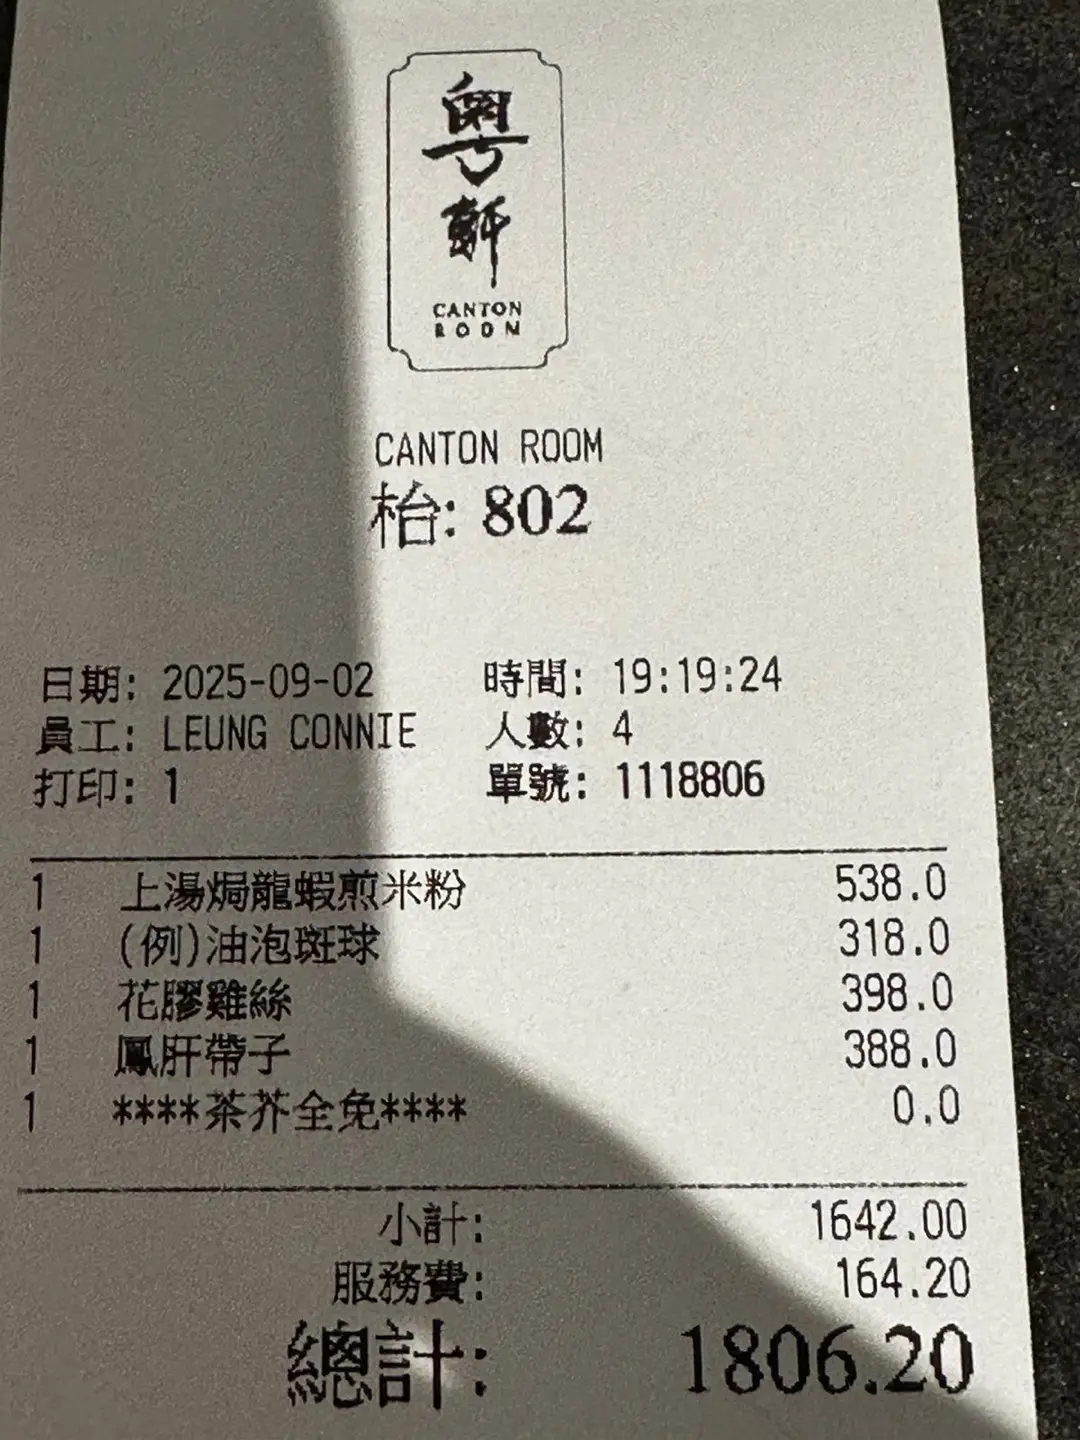 粵
軒
CANTON
ROOM
CANTON ROOM
枱: 802
日期: 2025-09-02 時間: 19:19:24
員工: LEUNG CONNIE 人數: 4
打印: 1 單號: 1118806
1 上湯焗龍蝦煎米粉 538.0
1 (例)油泡斑球 318.0
1 花膠雞絲 398.0
1 鳳肝帶子 388.0
1 ****茶芥全免**** 0.0
小計: 1642.00
服務費: 164.20
總計: 1806.20